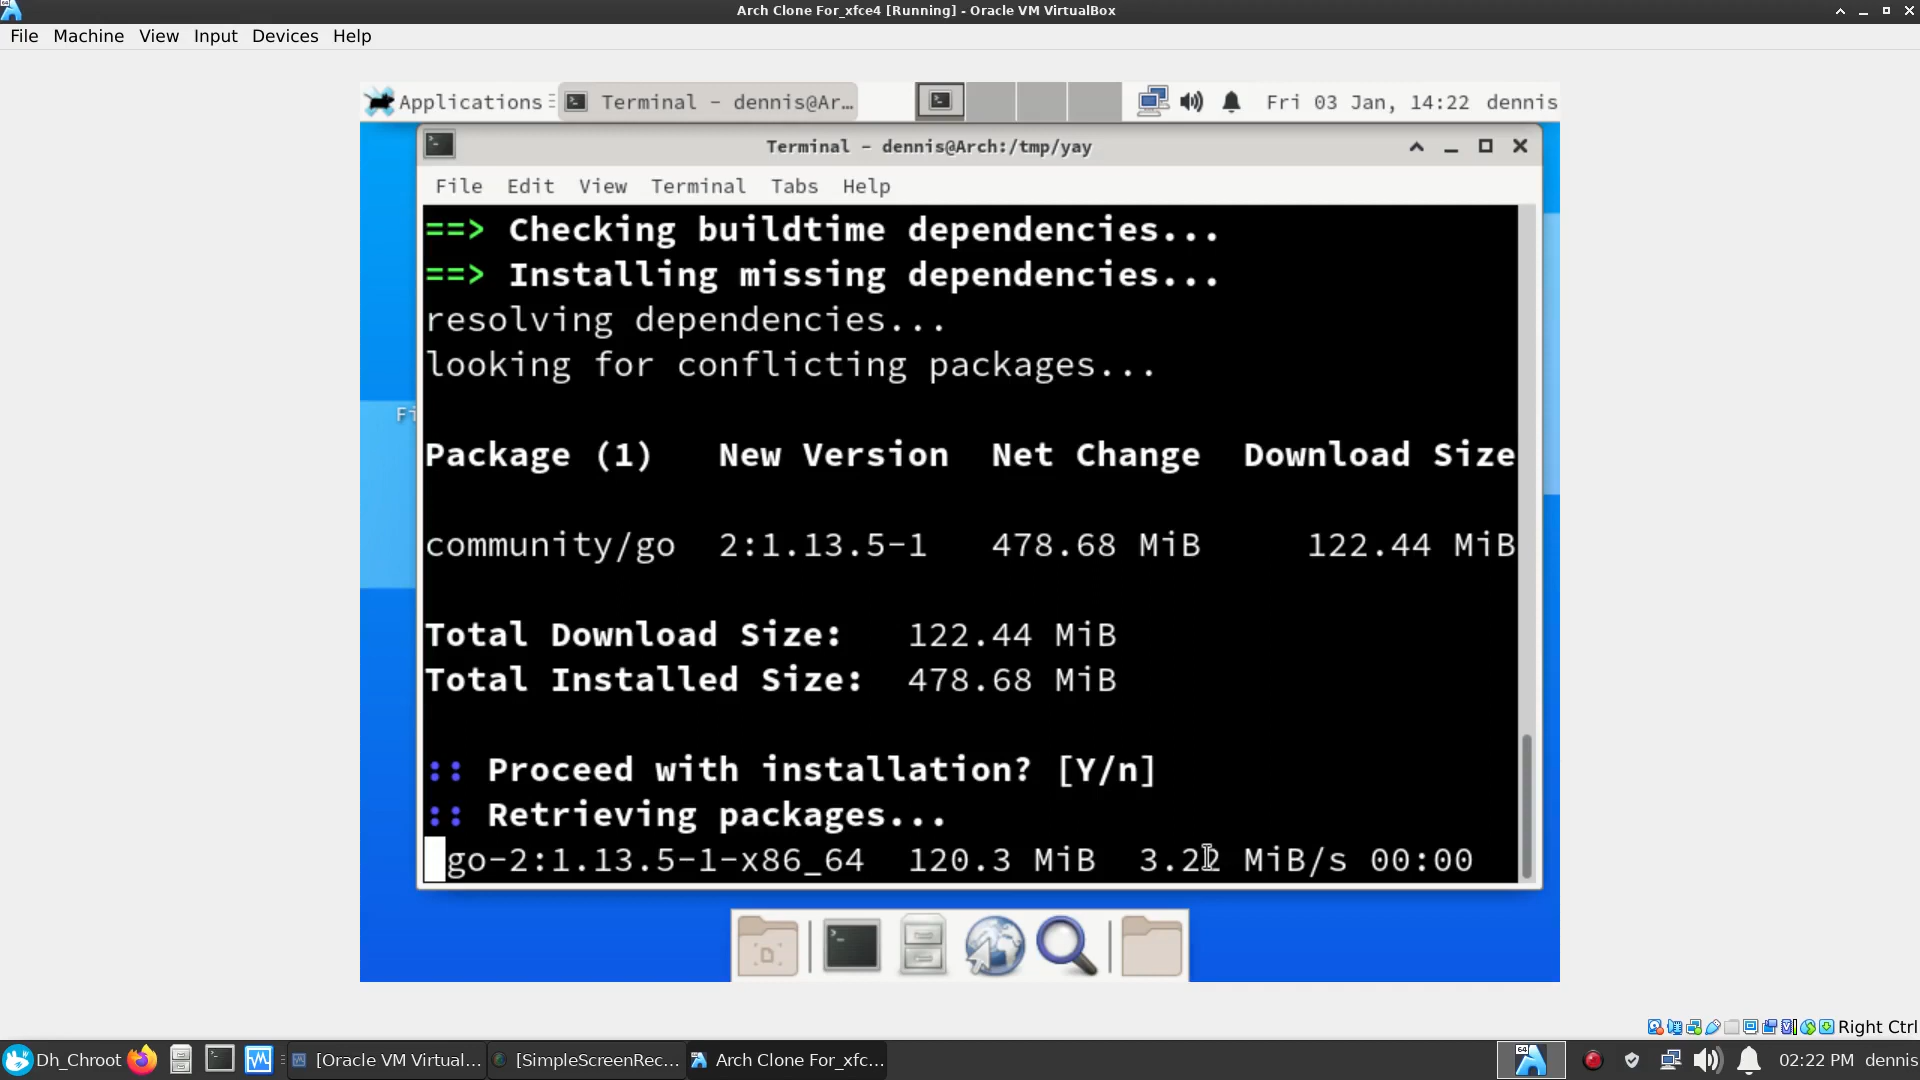 Arch Clone For_xfce4 [Running] - Oracle VM VirtualBox
File Machine View Input Devices Help
Applications Terminal - dennis@Ar... Fri 03 Jan, 14:22 dennis
Terminal - dennis@Arch:/tmp/yay
File Edit View Terminal Tabs Help
==> Checking buildtime dependencies...
==> Installing missing dependencies...
resolving dependencies...
looking for conflicting packages...
Fi
Package (1) New Version Net Change Download Size
community/go 2:1.13.5-1 478.68 MiB 122.44 MiB
Total Download Size: 122.44 MiB
Total Installed Size: 478.68 MiB
:: Proceed with installation? [Y/n]
:: Retrieving packages...
go-2:1.13.5-1-x86_64 120.3 MiB 3.22 MiB/s 00:00
Right Ctrl
Dh_Chroot [Oracle VM Virtual... [SimpleScreenRec... Arch Clone For_xfc... 64 02:22 PM dennis